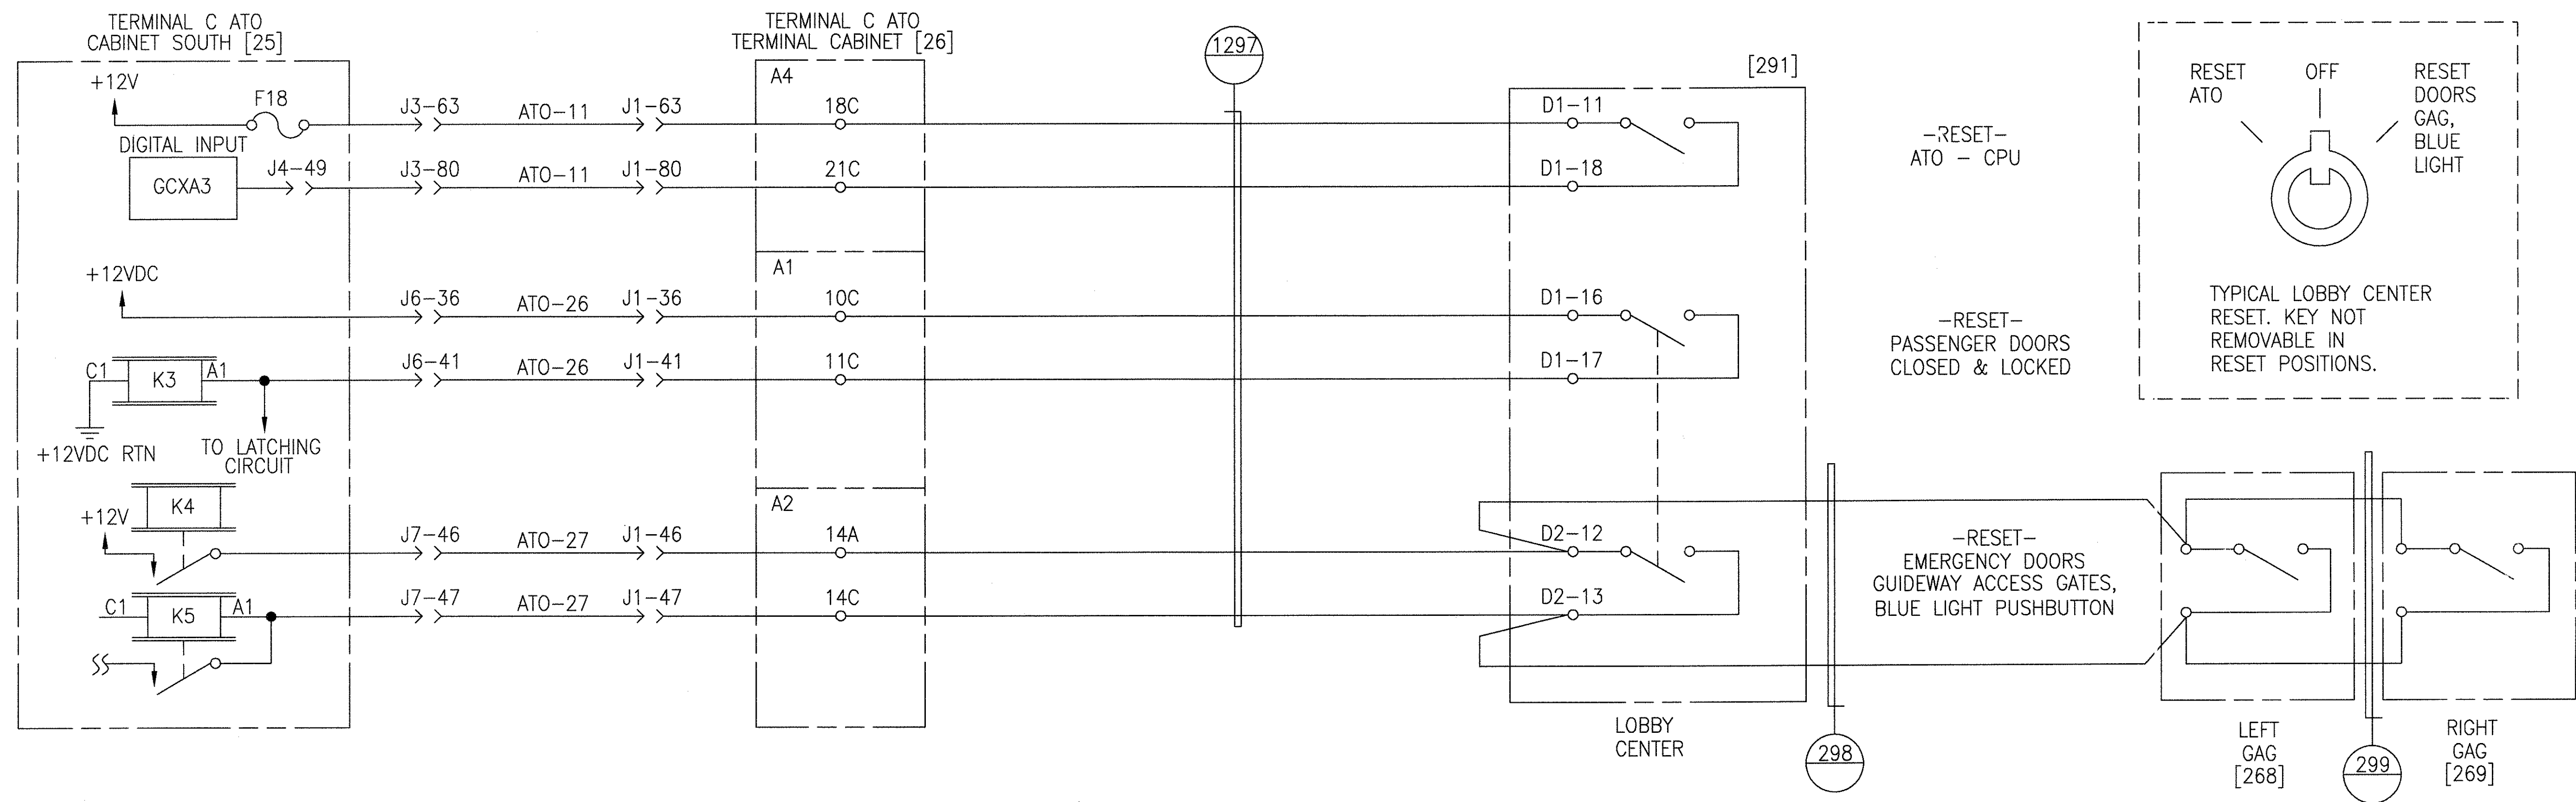 TERMINAL C ATO
CABINET SOUTH [25]
+12V
F18
J3-63
ATO-11
J1-63
DIGITAL INPUT
GCXA3
J4-49
J3-80
ATO-11
J1-80
+12VDC
J6-36
ATO-26
J1-36
C1
K3
A1
J6-41
ATO-26
J1-41
+12VDC RTN
TO LATCHING
CIRCUIT
K4
+12V
J7-46
ATO-27
J1-46
C1
K5
A1
J7-47
ATO-27
J1-47
TERMINAL C ATO
TERMINAL CABINET [26]
A4
18C
21C
A1
10C
11C
A2
14A
14C
1297
[291]
D1-11
D1-18
D1-16
D1-17
D2-12
D2-13
LOBBY
CENTER
-RESET-
ATO - CPU
-RESET-
PASSENGER DOORS
CLOSED & LOCKED
-RESET-
EMERGENCY DOORS
GUIDEWAY ACCESS GATES,
BLUE LIGHT PUSHBUTTON
298
RESET
ATO
OFF
RESET
DOORS
GAG,
BLUE
LIGHT
TYPICAL LOBBY CENTER
RESET. KEY NOT
REMOVABLE IN
RESET POSITIONS.
LEFT
GAG
[268]
299
RIGHT
GAG
[269]